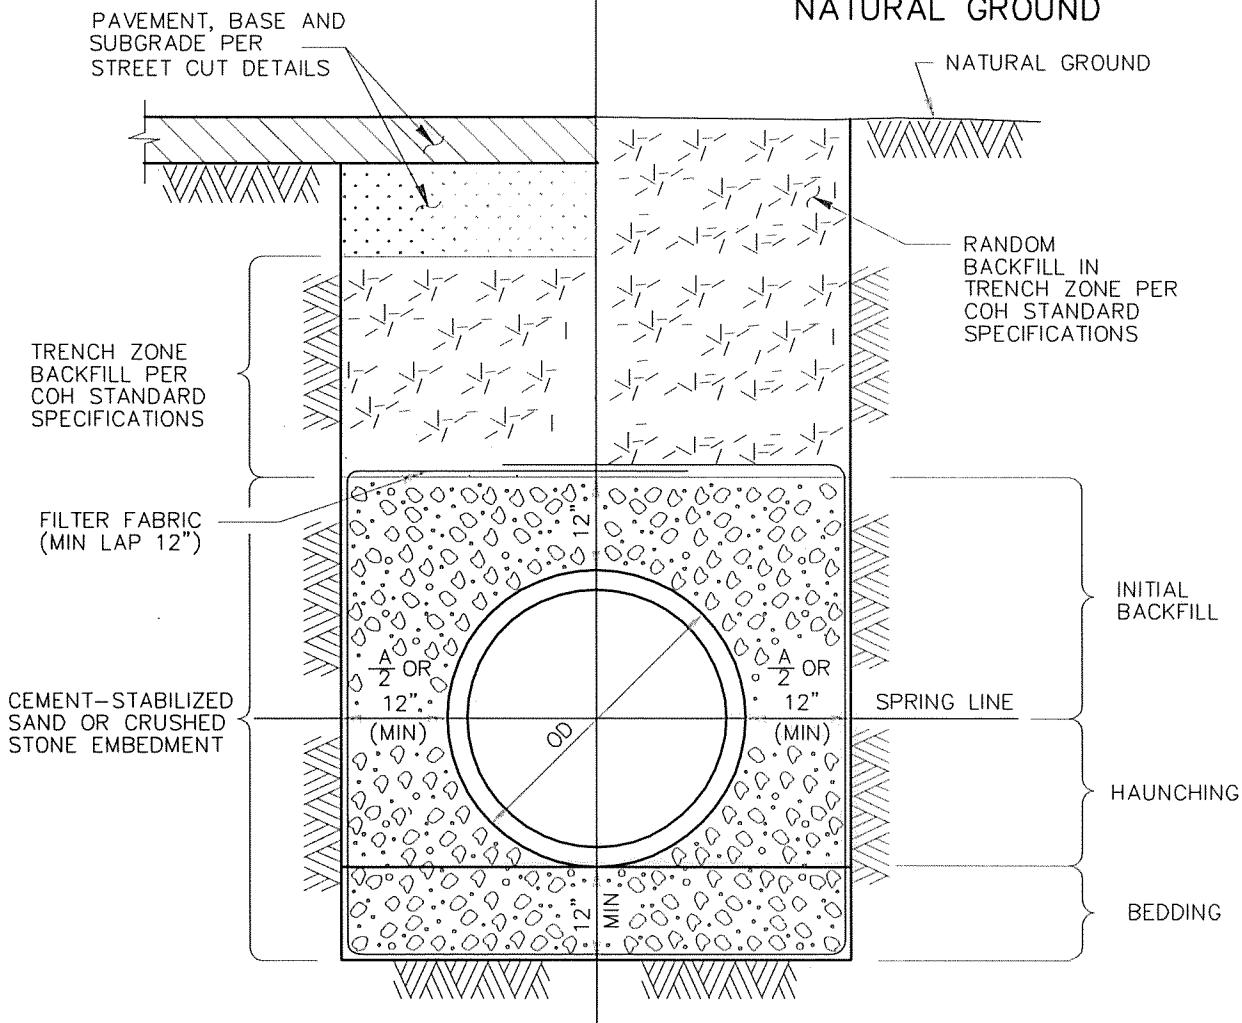 NATURAL GROUND
PAVEMENT, BASE AND
SUBGRADE PER
STREET CUT DETAILS
NATURAL GROUND
RANDOM
BACKFILL IN
TRENCH ZONE PER
COH STANDARD
SPECIFICATIONS
TRENCH ZONE
BACKFILL PER
COH STANDARD
SPECIFICATIONS
FILTER FABRIC
(MIN LAP 12")
12"
INITIAL
BACKFILL
A/2 OR
12"
(MIN)
A/2 OR
12"
(MIN)
CEMENT-STABILIZED
SAND OR CRUSHED
STONE EMBEDMENT
SPRING LINE
OD
HAUNCHING
12"
MIN
BEDDING